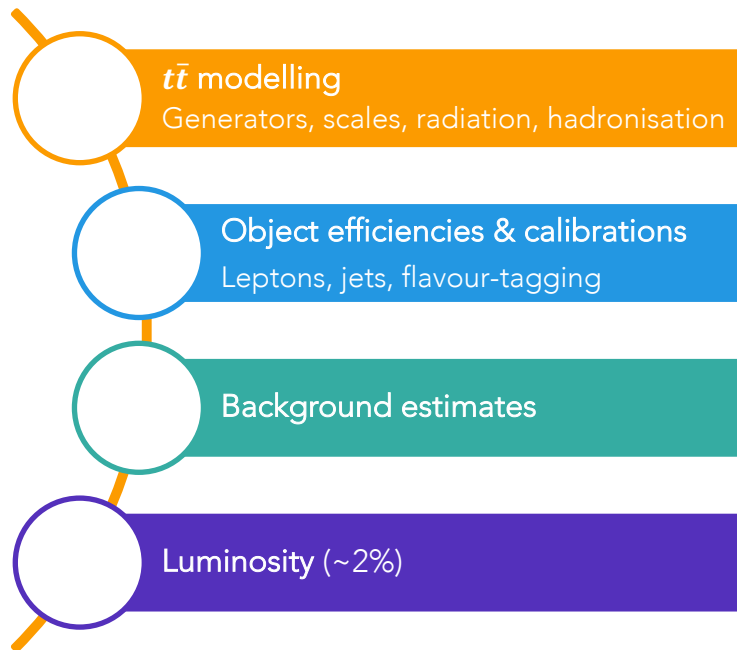 tt̄ modelling
Generators, scales, radiation, hadronisation
Object efficiencies & calibrations
Leptons, jets, flavour-tagging
Background estimates
Luminosity (~2%)